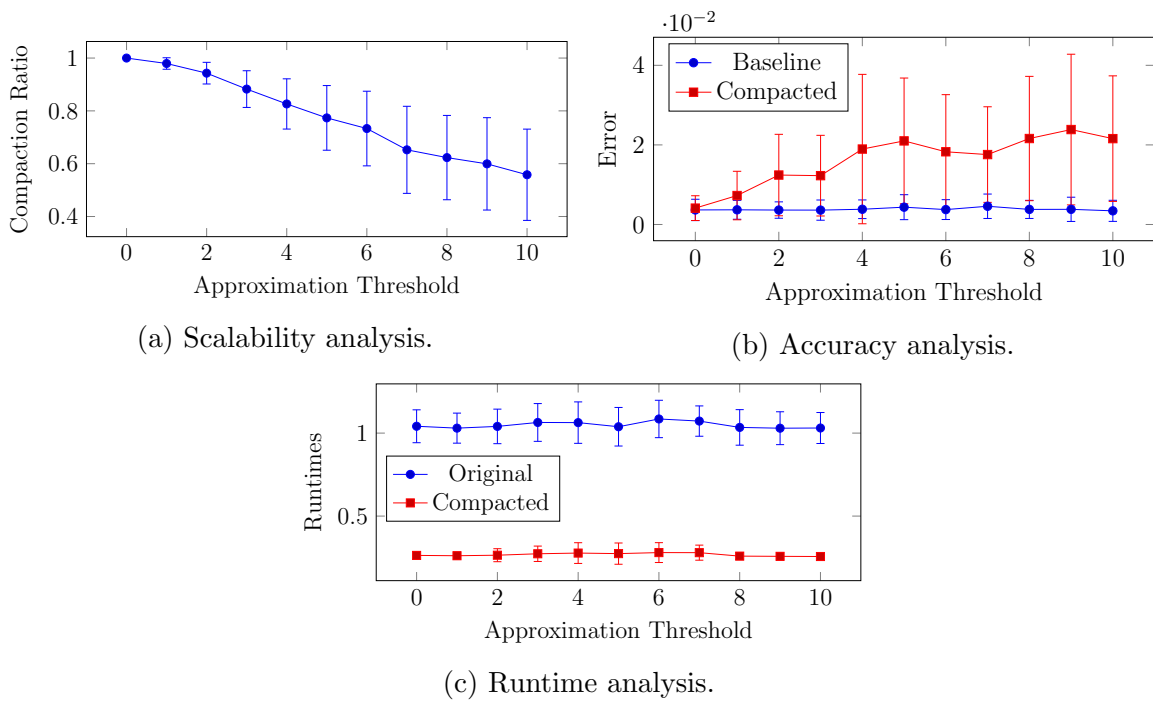 Compaction Ratio
1
0.8
0.6
0.4
0 2 4 6 8 10
Approximation Threshold
(a) Scalability analysis.
·10−2
Error
4
2
0
Baseline
Compacted
0 2 4 6 8 10
Approximation Threshold
(b) Accuracy analysis.
Runtimes
1
0.5
Original
Compacted
0 2 4 6 8 10
Approximation Threshold
(c) Runtime analysis.